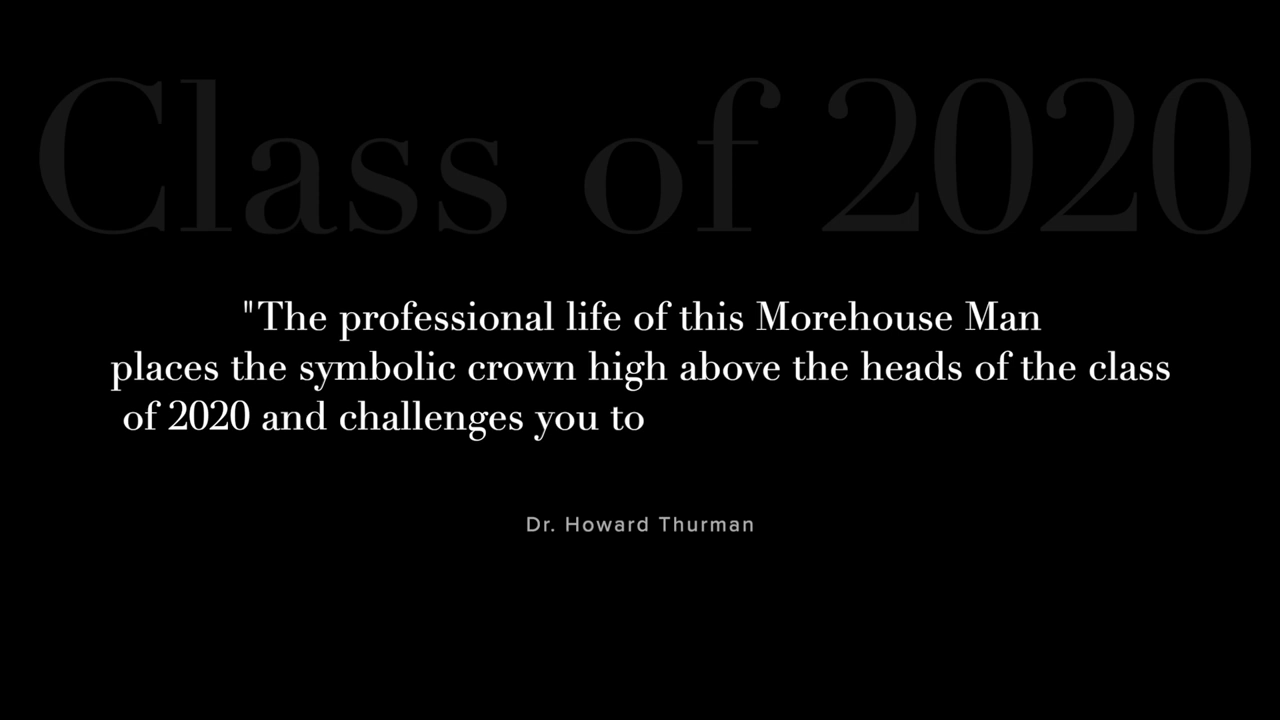 Class of 2020
"The professional life of this Morehouse Man
places the symbolic crown high above the heads of the class
of 2020 and challenges you to
Dr. Howard Thurman